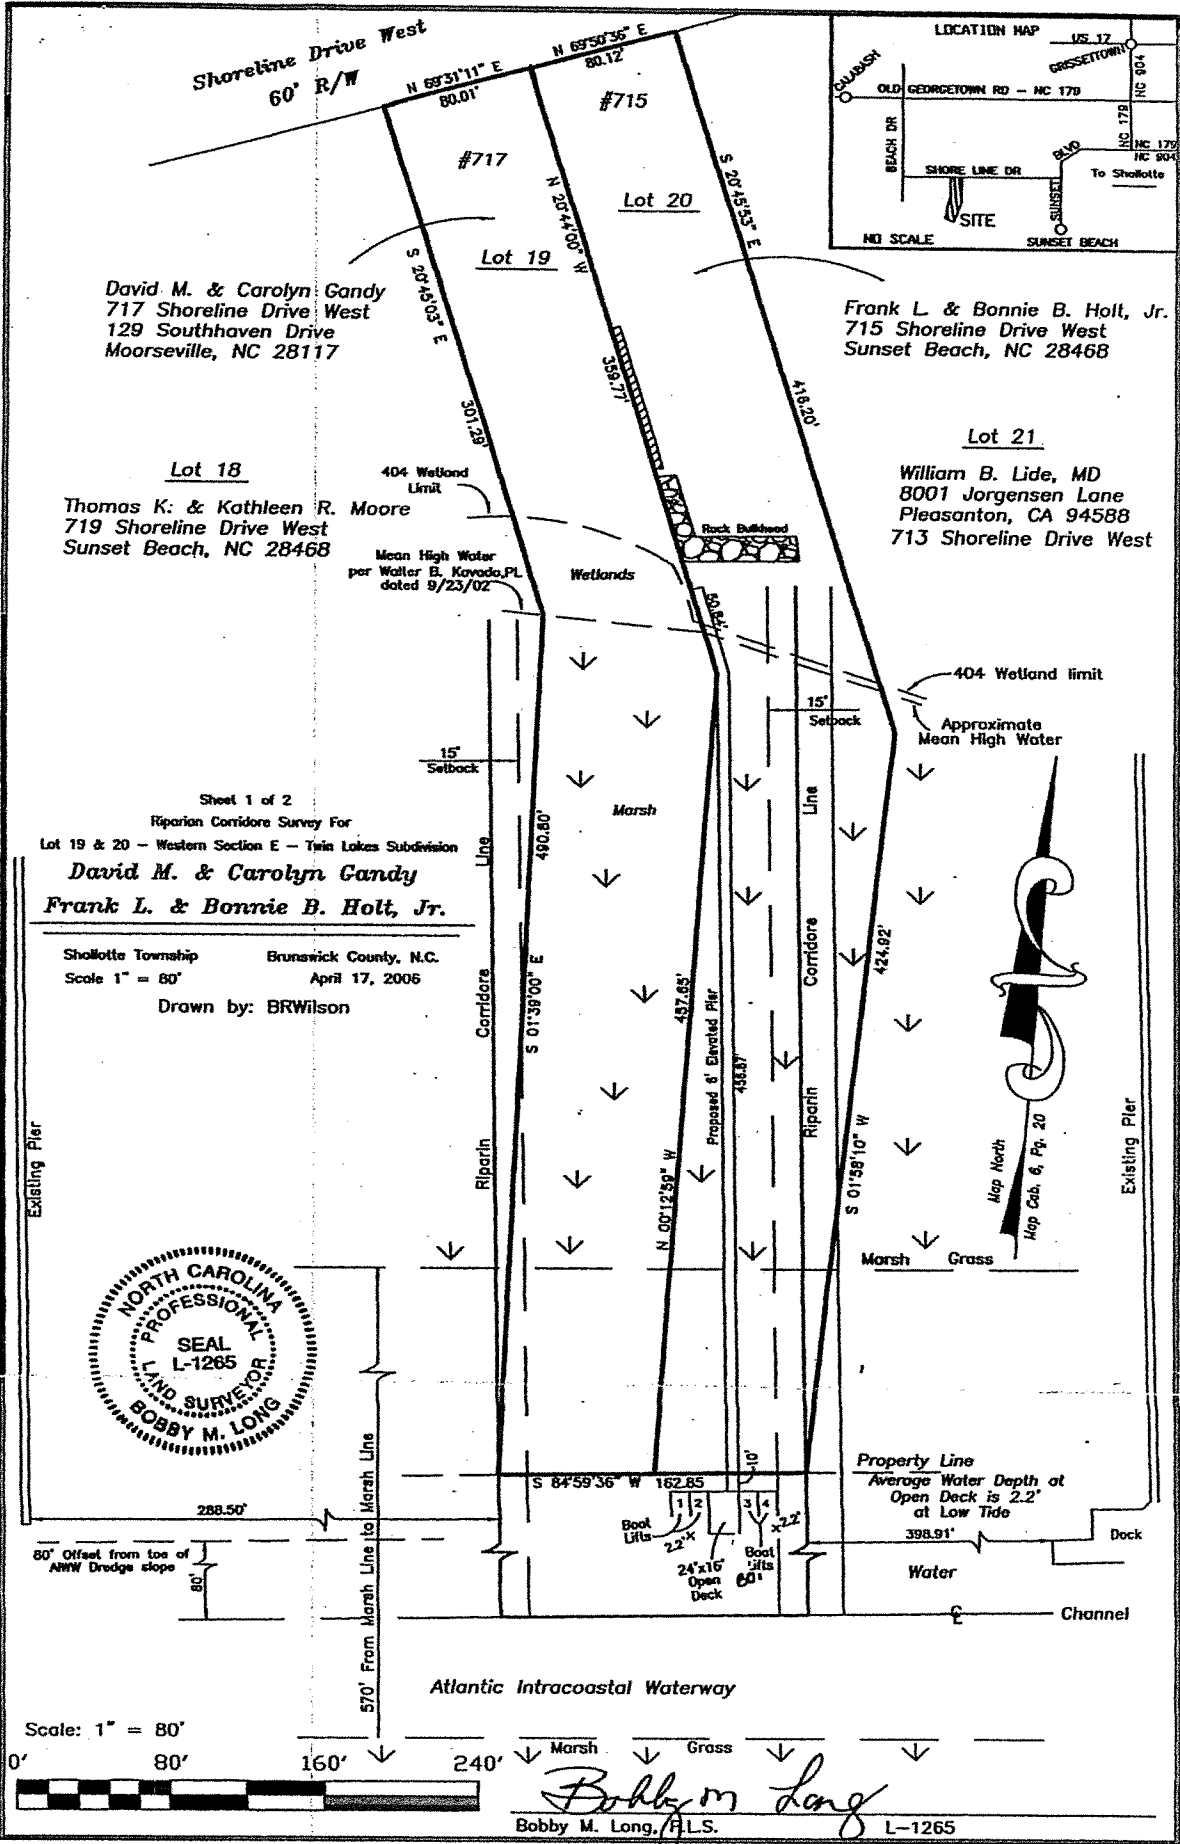 Shoreline Drive West
60' R/W
N 69°31'11" E
80.01'
N 69°50'36" E
80.12'
#717
#715
Lot 19
Lot 20
N 20°44'00" W
S 20°45'53" E
S 20°45'03" E
301.29'
359.77'
416.20'
LOCATION MAP
US 17
GRISSETTOWN
NC 904
CALABASH
OLD GEORGETOWN RD - NC 179
BEACH DR
NC 179
BLVD
NC 179
NC 904
SHORE LINE DR
To Shallotte
SUNSET
SITE
NO SCALE
SUNSET BEACH
David M. & Carolyn Gandy
717 Shoreline Drive West
129 Southhaven Drive
Moorseville, NC 28117
Frank L. & Bonnie B. Holt, Jr.
715 Shoreline Drive West
Sunset Beach, NC 28468
Lot 18
Thomas K. & Kathleen R. Moore
719 Shoreline Drive West
Sunset Beach, NC 28468
Lot 21
William B. Lide, MD
8001 Jorgensen Lane
Pleasanton, CA 94588
713 Shoreline Drive West
404 Wetland
Limit
Mean High Water
per Walter B. Kavado,PL
dated 9/23/02
Wetlands
Rock Bulkhead
404 Wetland limit
Approximate
Mean High Water
15'
Setback
15'
Setback
Marsh
Sheet 1 of 2
Riparian Corridore Survey For
Lot 19 & 20 - Western Section E - Twin Lakes Subdivision
David M. & Carolyn Gandy
Frank L. & Bonnie B. Holt, Jr.
Shallotte Township
Brunswick County, N.C.
Scale 1" = 80'
April 17, 2006
Drawn by: BRWilson
Riparin Corridore Line
490.80'
S 01°39'00" E
457.65'
N 00°12'59" W
Proposed 6' Elevated Pier
Riparin Corridore Line
424.92'
S 01°58'10" W
Map North
Map Cab. 6, Pg. 20
Existing Pier
Existing Pier
Marsh Grass
NORTH CAROLINA
PROFESSIONAL
SEAL
L-1265
LAND SURVEYOR
BOBBY M. LONG
570' From Marsh Line to Marsh Line
S 84°59'36" W 162.85
10'
Property Line
Average Water Depth at
Open Deck is 2.2'
at Low Tide
288.50'
398.91'
Dock
1 2 3 4
Boat
Lifts
2.2'x
x2.2'
24'x16'
Open
Deck
Boat
Lifts
80' Offset from toe of
AIWW Dredge slope
80'
Water
Channel
Atlantic Intracoastal Waterway
Scale: 1" = 80'
0' 80' 160' 240'
Marsh Grass
Bobby M Long
Bobby M. Long, P.L.S. L-1265